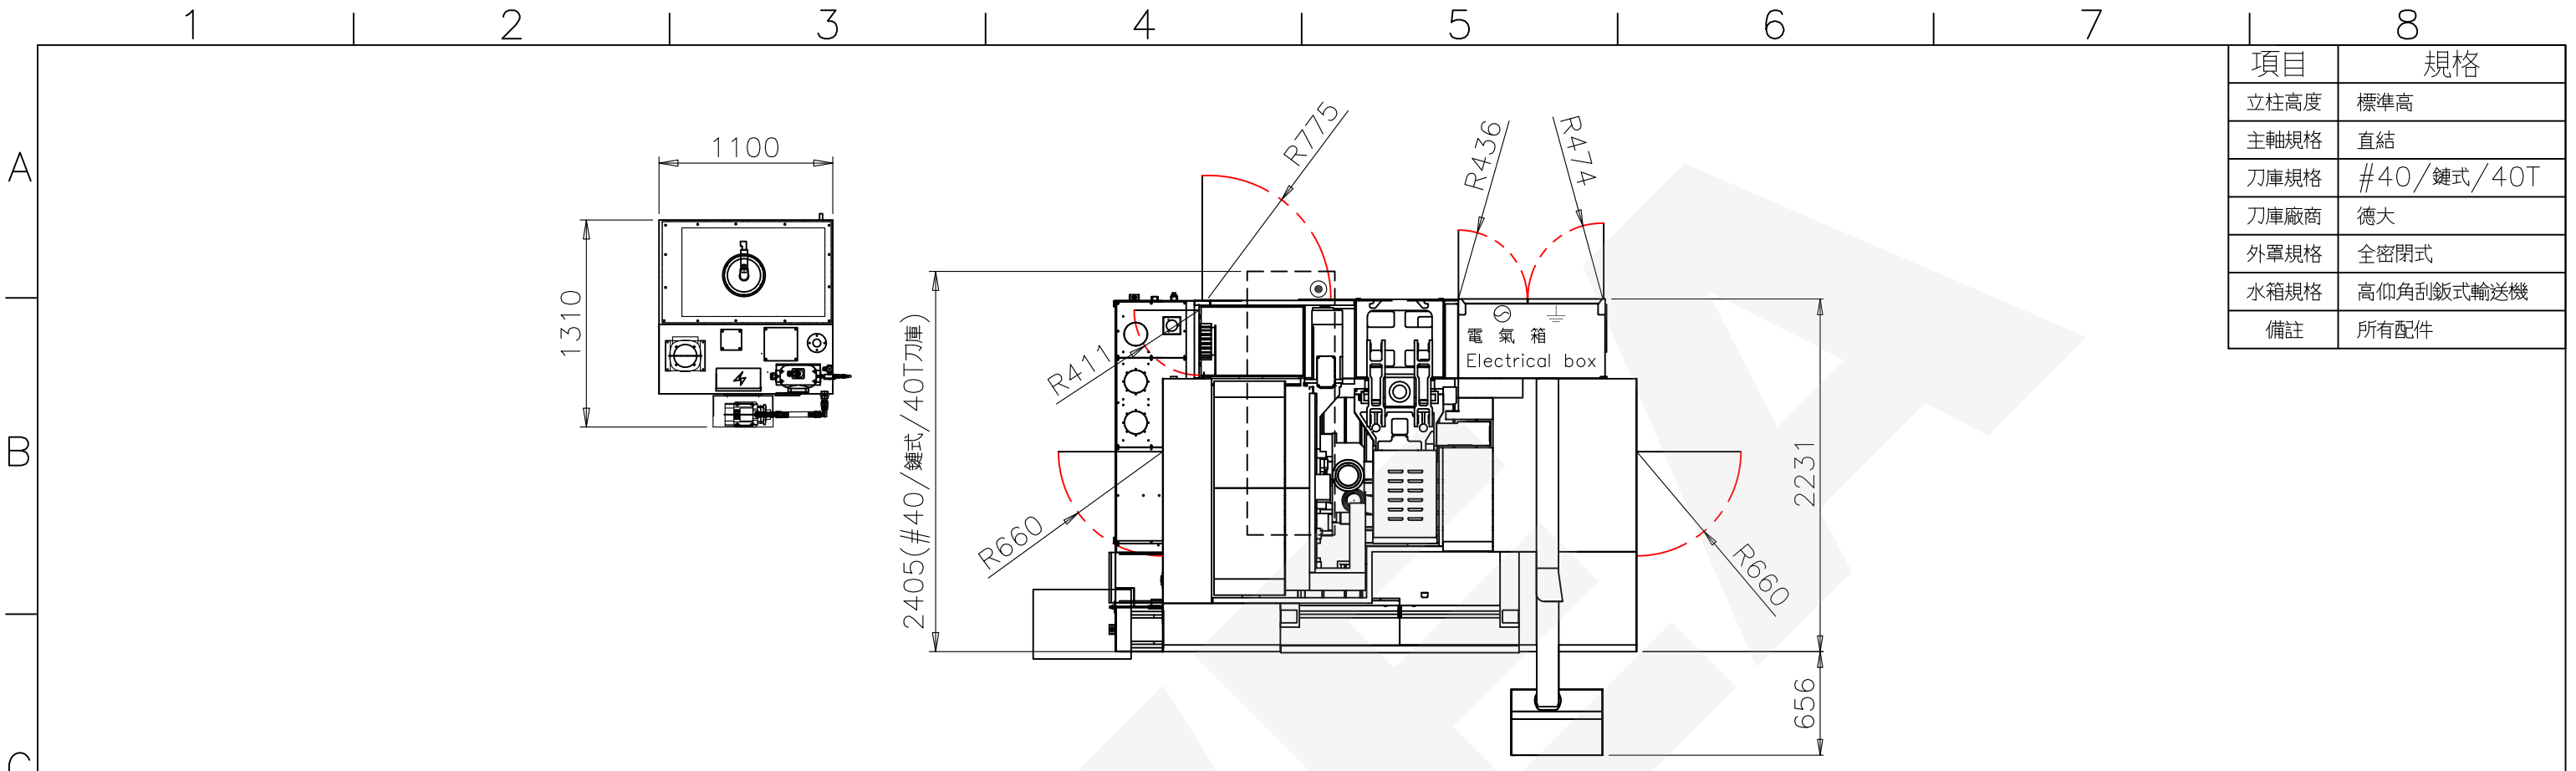 1 2 3 4 5 6 7 8
A
B
C
項目 規格
立柱高度 標準高
主軸規格 直結
刀庫規格 #40/鏈式/40T
刀庫廠商 德大
外罩規格 全密閉式
水箱規格 高仰角刮鈑式輸送機
備註 所有配件
1100
1310
R775
R436
R474
R411
R660
R660
2405(#40/鏈式/40T刀庫)
電氣箱
Electrical box
2231
656